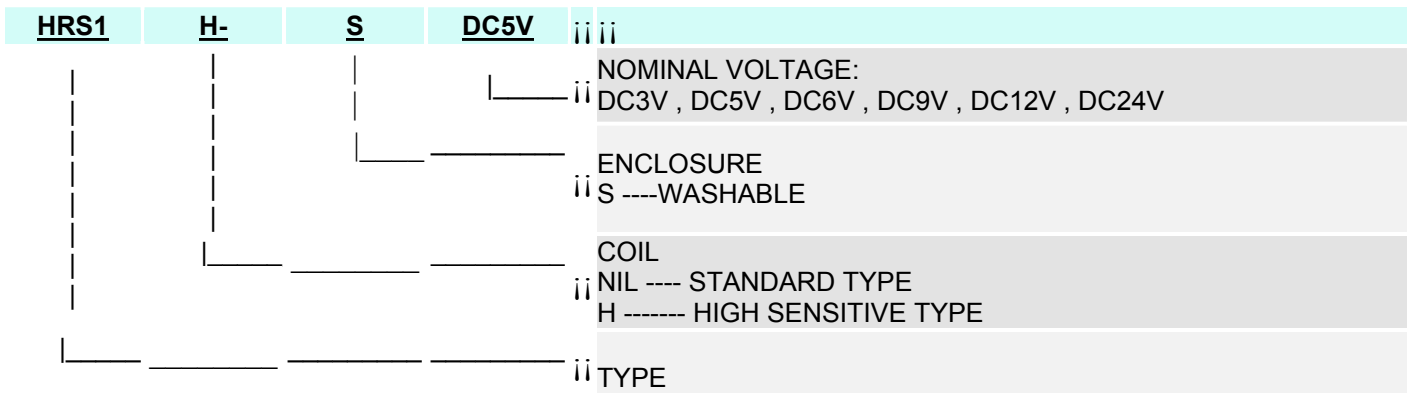 HRS1 H- S DC5V ¡¡ ¡¡
¡¡ NOMINAL VOLTAGE:
DC3V , DC5V , DC6V , DC9V , DC12V , DC24V
¡¡ ENCLOSURE
S ----WASHABLE
COIL
¡¡ NIL ---- STANDARD TYPE
H ------- HIGH SENSITIVE TYPE
¡¡ TYPE